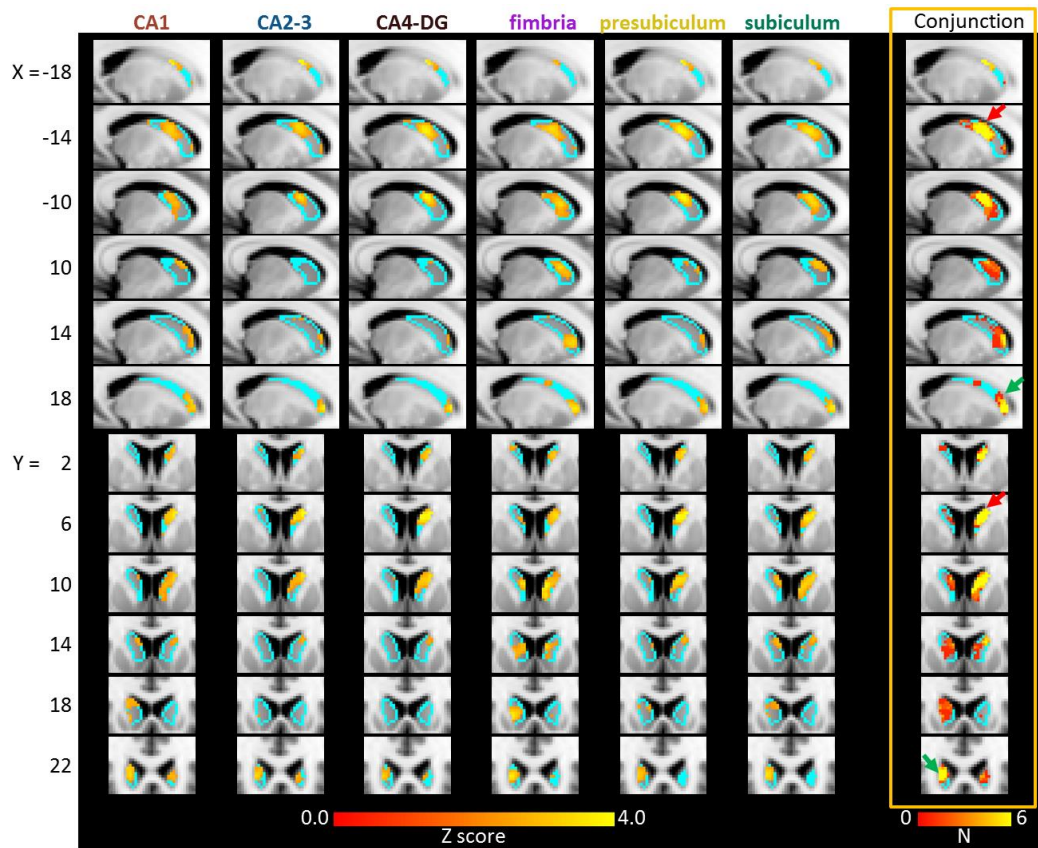 CA1 CA2-3 CA4-DG fimbria presubiculum subiculum Conjunction
X = -18
-14
-10
10
14
18
Y = 2
6
10
14
18
22
0.0 4.0 0 6
Z score N